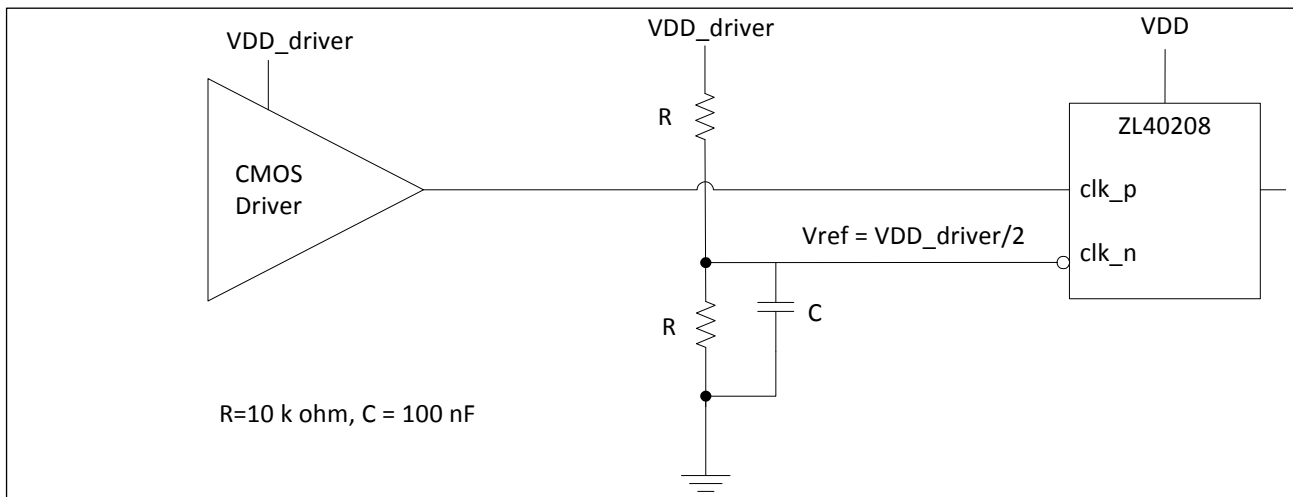 VDD_driver
VDD_driver
VDD
R
ZL40208
CMOS
Driver
clk_p
Vref = VDD_driver/2
clk_n
R
C
R=10 k ohm, C = 100 nF